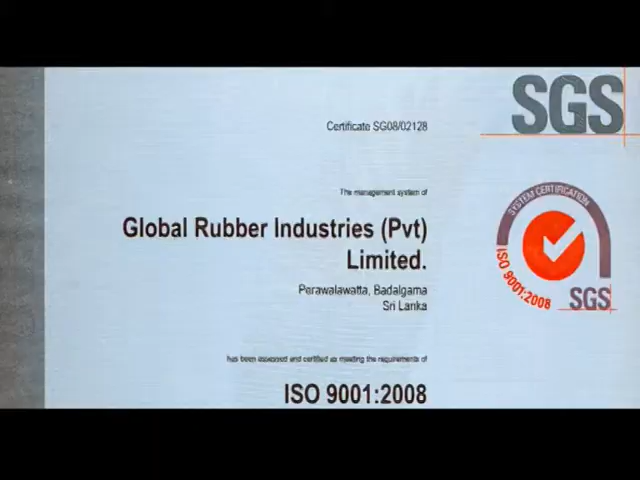 SGS
Certificate SG08/02128
The management system of
Global Rubber Industries (Pvt)
Limited.
Perawalawatta, Badalgama
Sri Lanka
has been assessed and certified as meeting the requirements of
ISO 9001:2008
SYSTEM CERTIFICATION
ISO 9001:2008
SGS